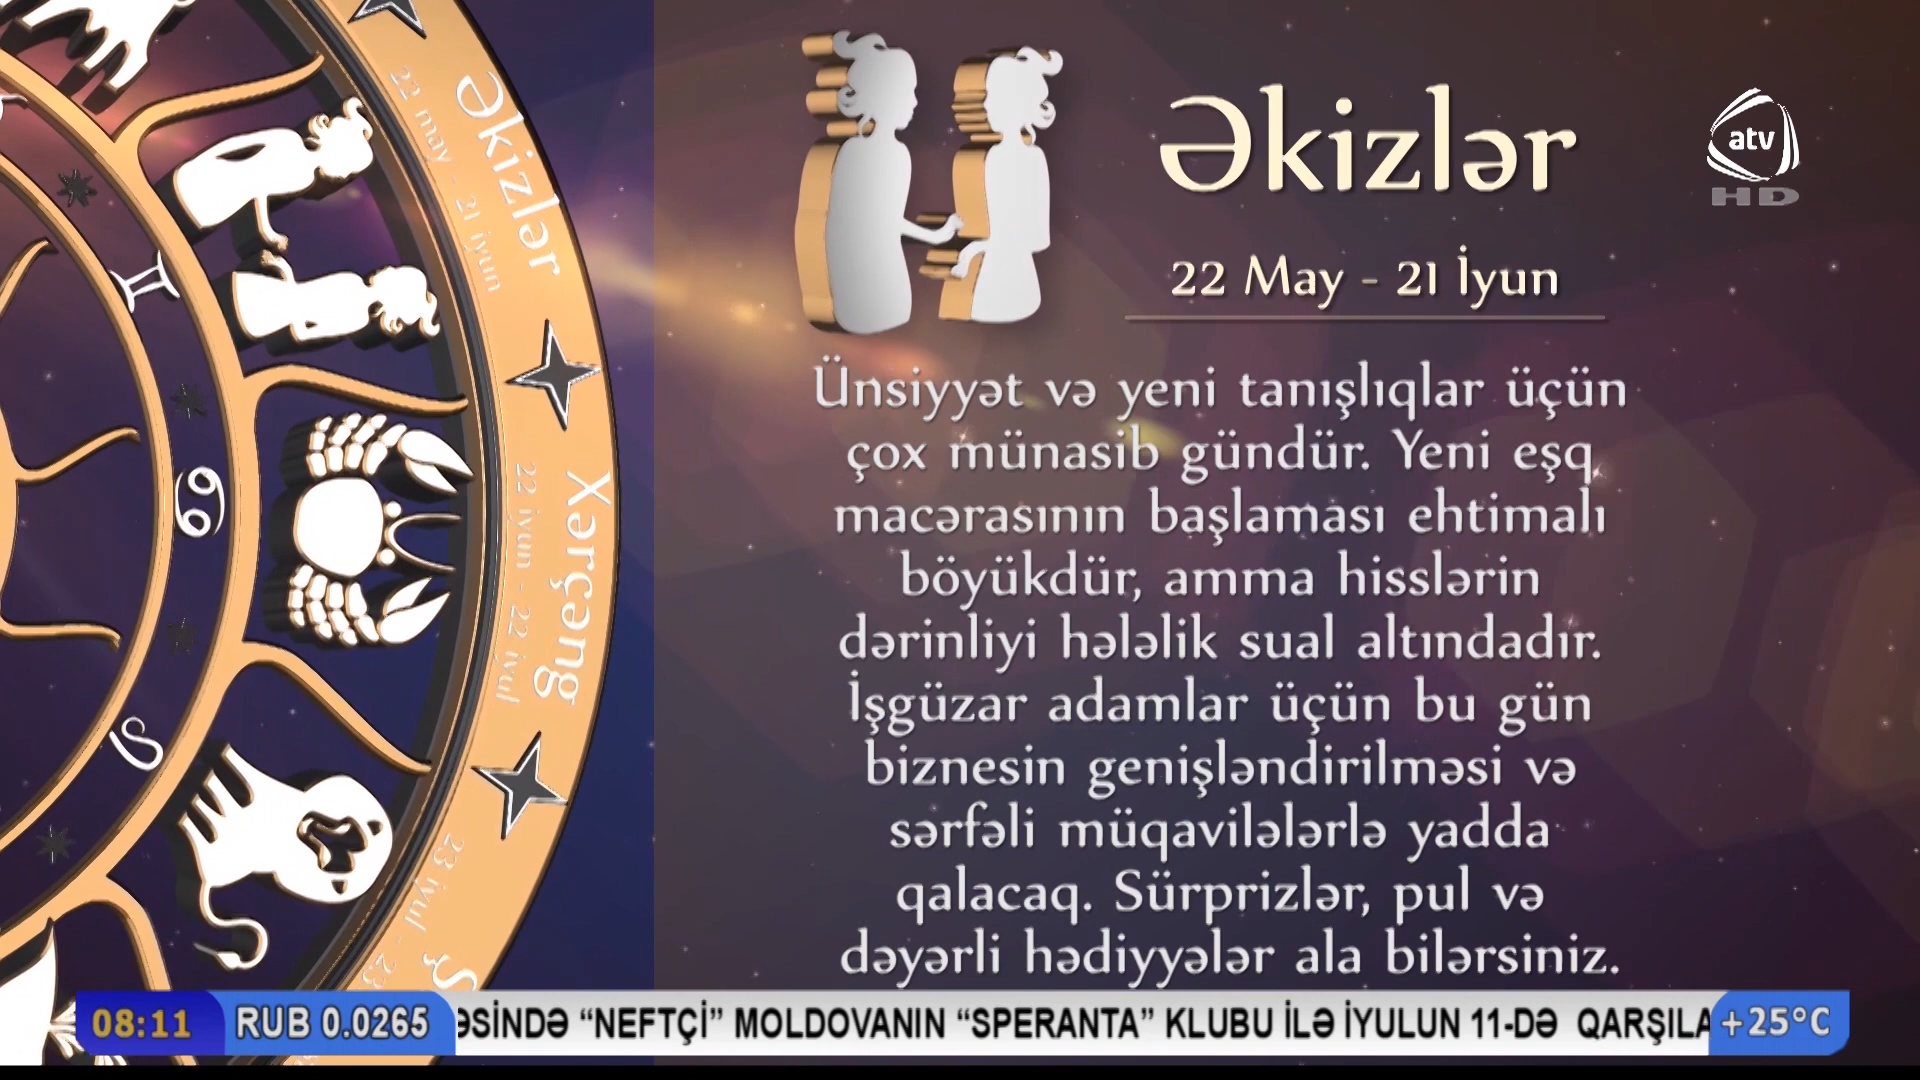 Əkizlər
22 may - 21 iyun
Xərçəng
22 iyun - 22 iyul
23 iyul - 23
Əkizlər
22 May - 21 İyun
atv
HD
Ünsiyyət və yeni tanışlıqlar üçün
çox münasib gündür. Yeni eşq
macərasının başlaması ehtimalı
böyükdür, amma hisslərin
dərinliyi hələlik sual altındadır.
İşgüzar adamlar üçün bu gün
biznesin genişləndirilməsi və
sərfəli müqavilələrlə yadda
qalacaq. Sürprizlər, pul və
dəyərli hədiyyələr ala bilərsiniz.
08:11 RUB 0.0265 ƏSİNDƏ “NEFTÇİ” MOLDOVANIN “SPERANTA” KLUBU İLƏ İYULUN 11-DƏ QARŞILA +25°C